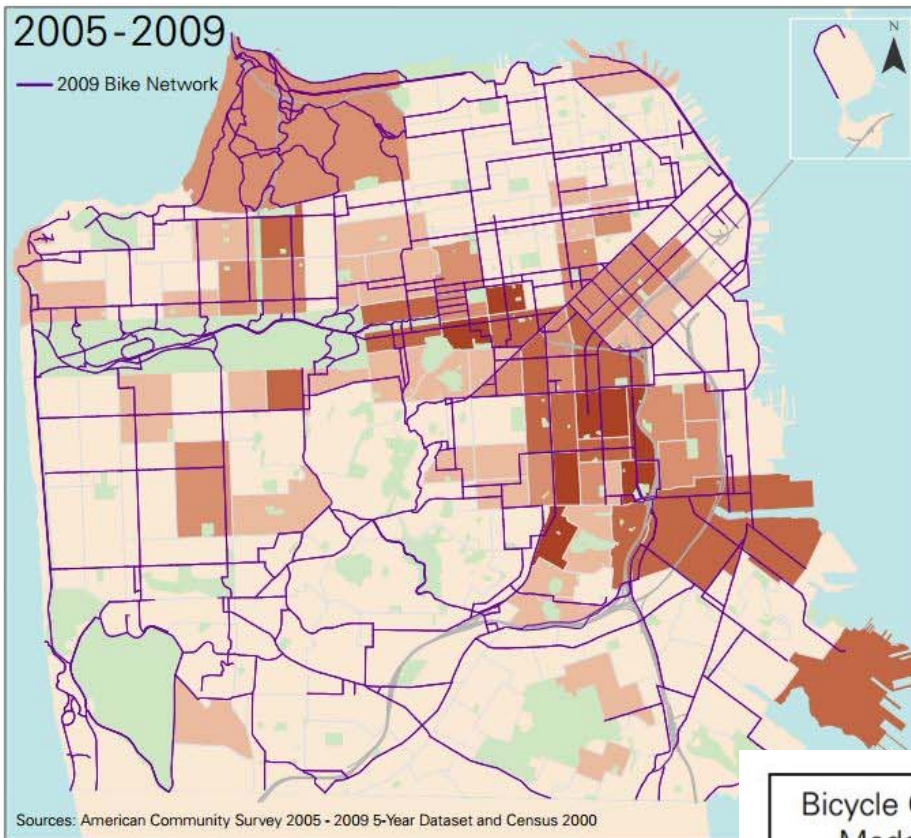 2005-2009
2009 Bike Network
N
Sources: American Community Survey 2005 - 2009 5-Year Dataset and Census 2000
Bicycle